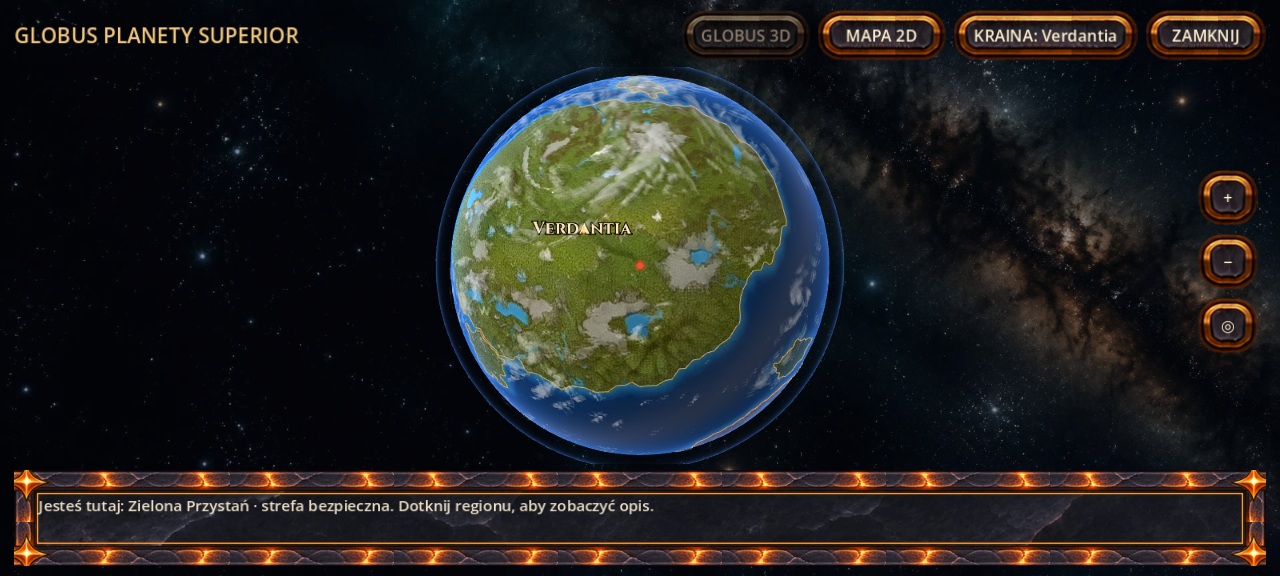 GLOBUS PLANETY SUPERIOR
GLOBUS 3D
MAPA 2D
KRAINA: Verdantia
ZAMKNIJ
+
−
◎
VERDANTIA
Jesteś tutaj: Zielona Przystań · strefa bezpieczna. Dotknij regionu, aby zobaczyć opis.